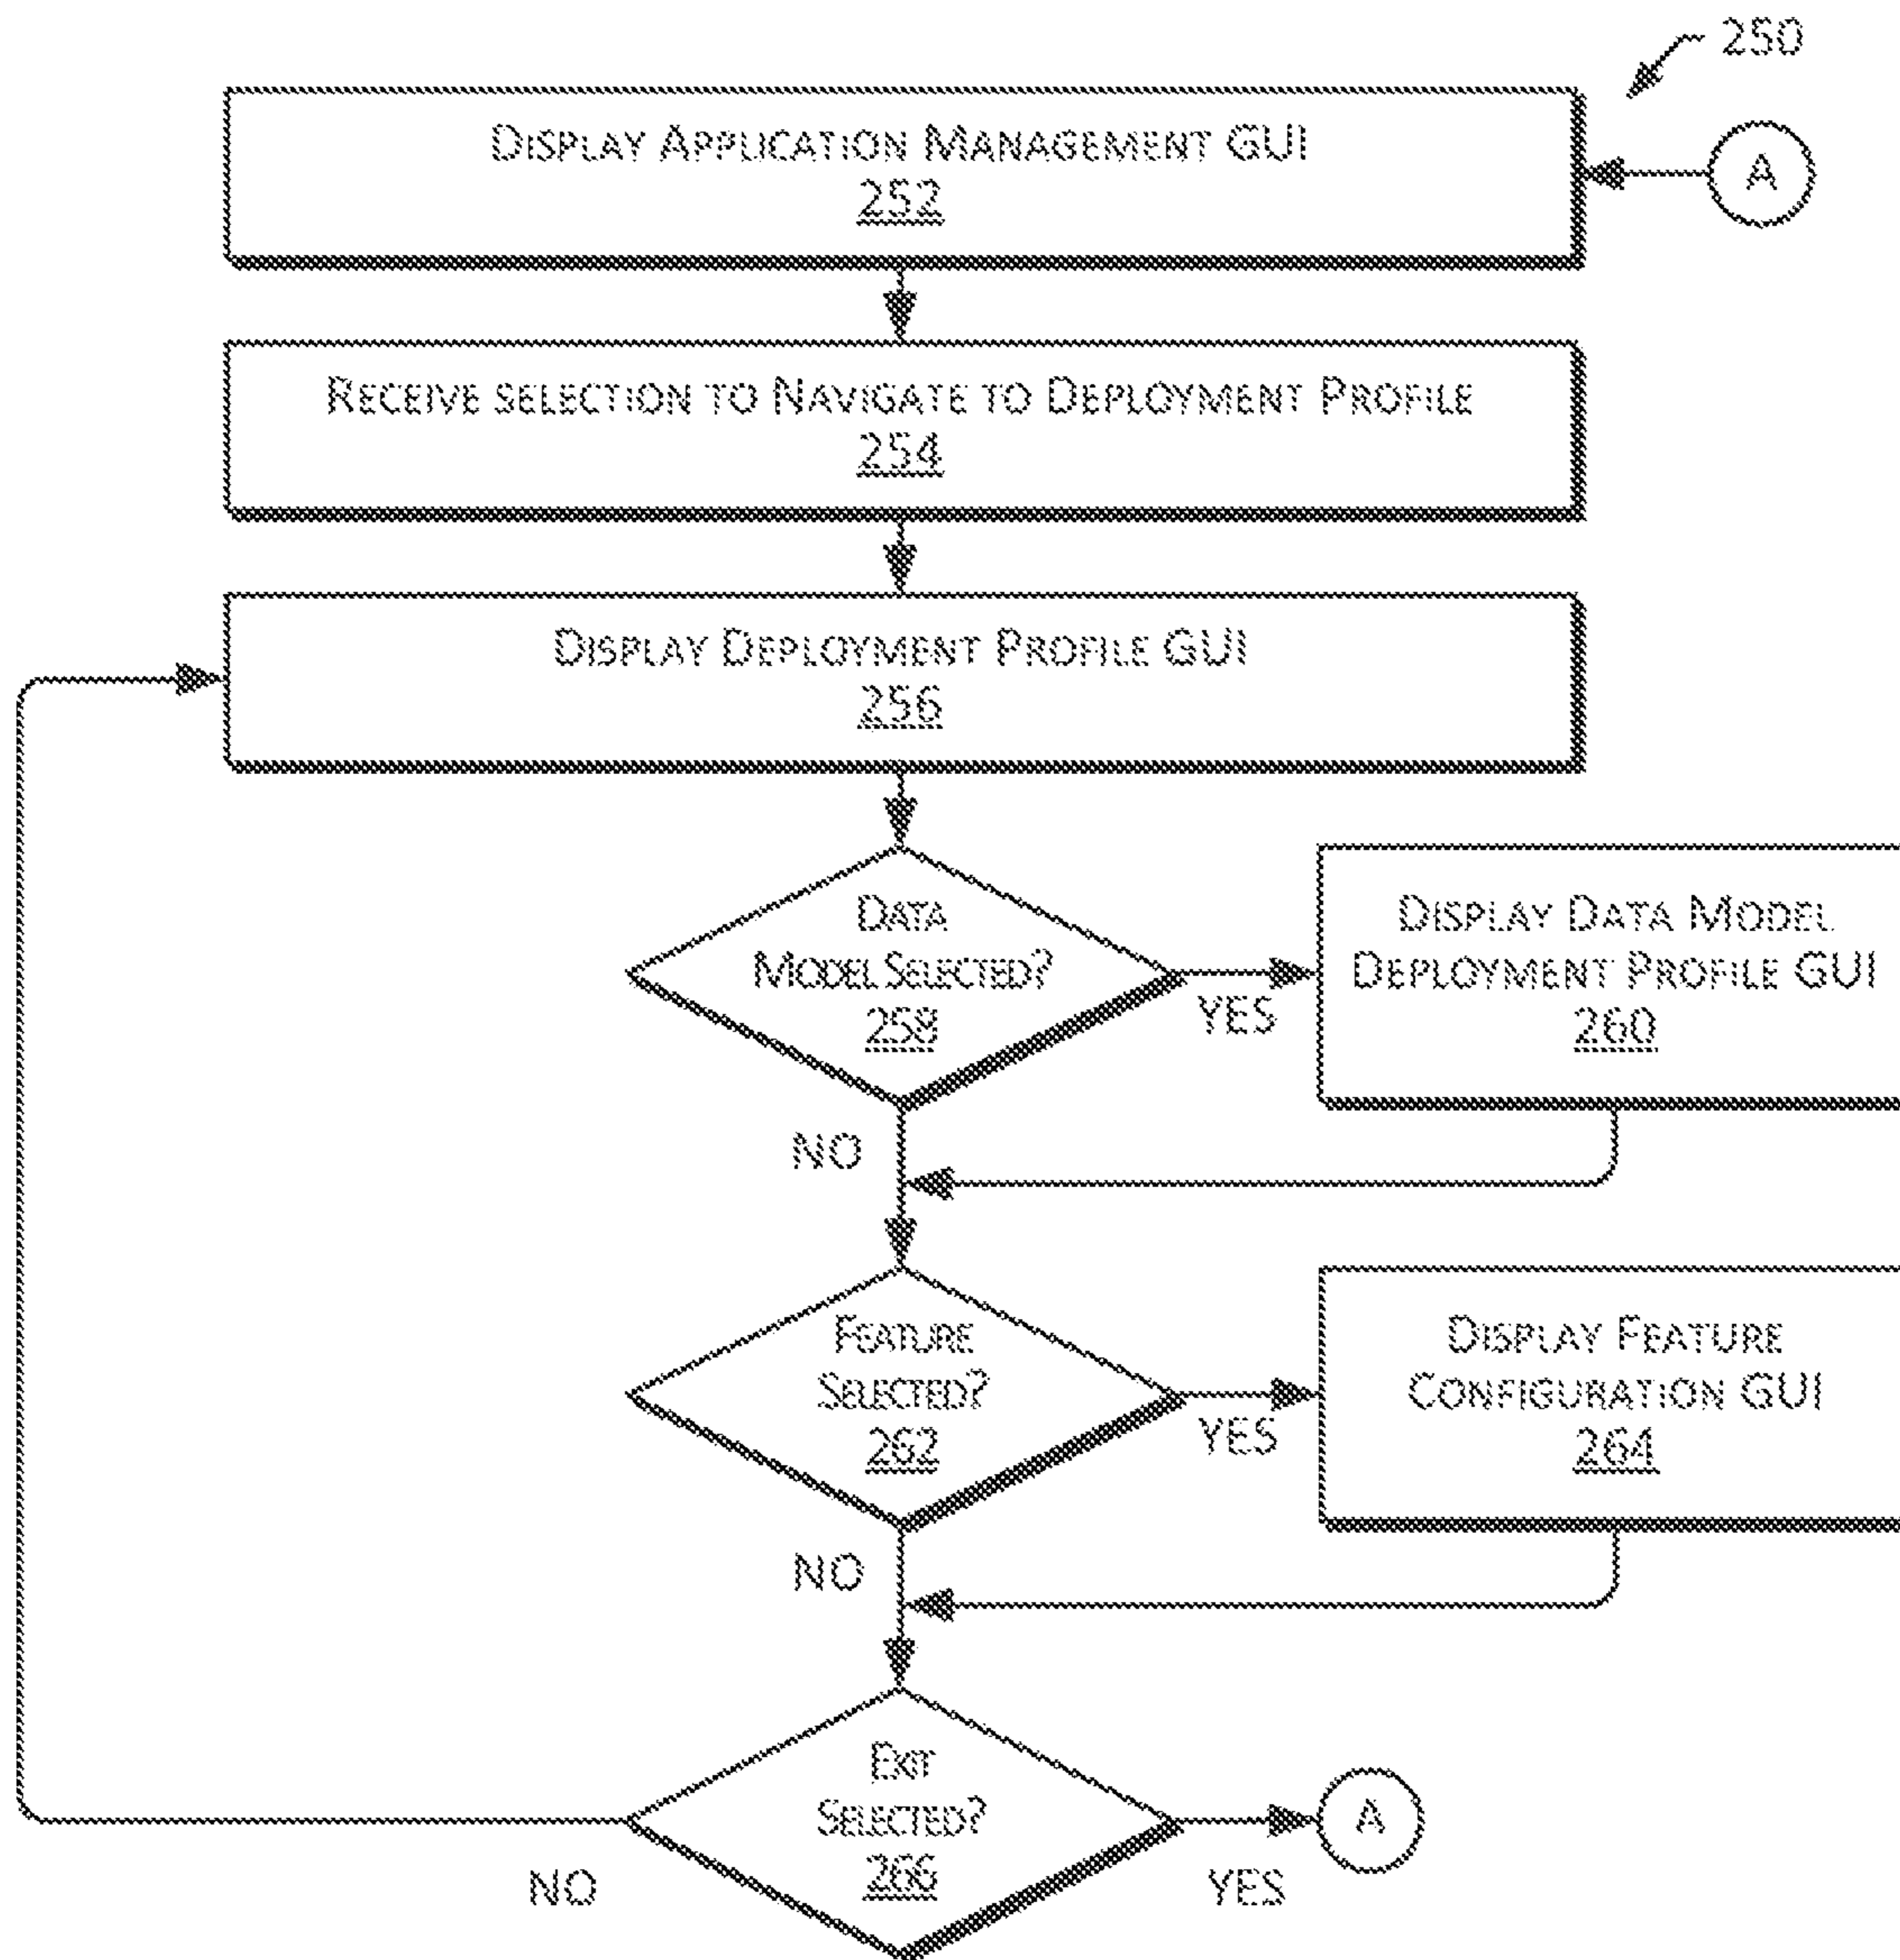 250
DISPLAY APPLICATION MANAGEMENT GUI
252
A
RECEIVE SELECTION TO NAVIGATE TO DEPLOYMENT PROFILE
254
DISPLAY DEPLOYMENT PROFILE GUI
256
DATA
MODEL SELECTED?
258
YES
DISPLAY DATA MODEL
DEPLOYMENT PROFILE GUI
260
NO
FEATURE
SELECTED?
262
YES
DISPLAY FEATURE
CONFIGURATION GUI
264
NO
EXIT
SELECTED?
266
NO
YES
A